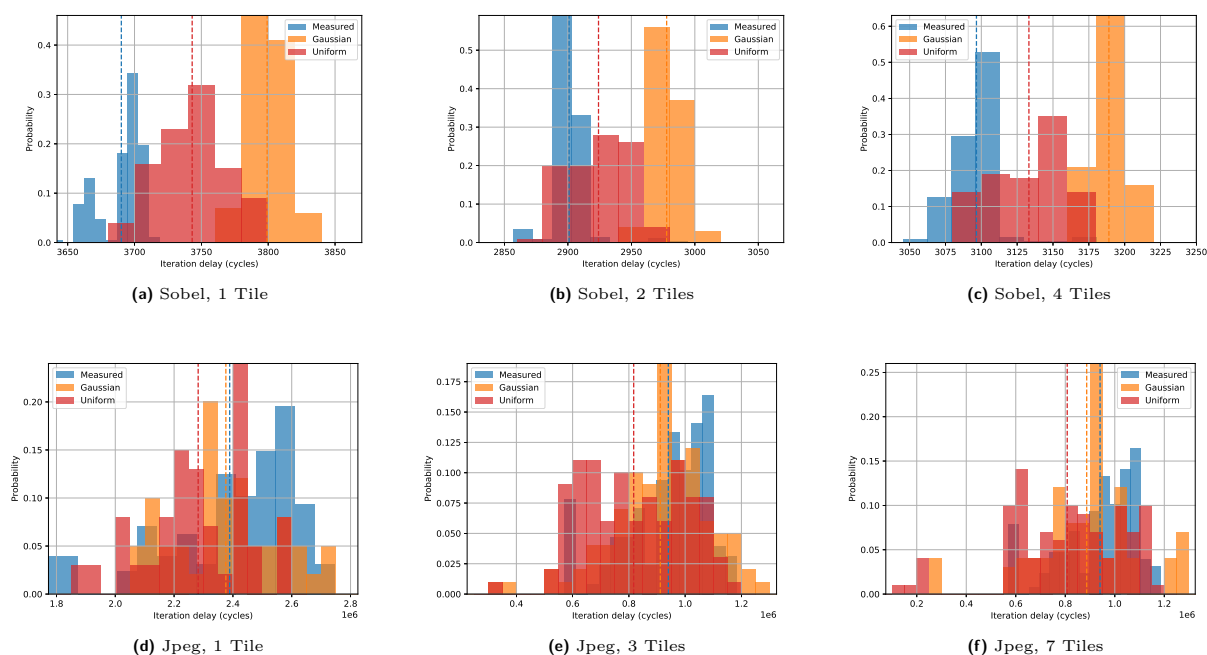 Measured
Gaussian
Uniform
0.4
0.3
0.2
0.1
0.0
Probability
3650 3700 3750 3800 3850
Iteration delay (cycles)
(a) Sobel, 1 Tile
Measured
Gaussian
Uniform
0.5
0.4
0.3
0.2
0.1
0.0
Probability
2850 2900 2950 3000 3050
Iteration delay (cycles)
(b) Sobel, 2 Tiles
Measured
Gaussian
Uniform
0.6
0.5
0.4
0.3
0.2
0.1
0.0
Probability
3050 3075 3100 3125 3150 3175 3200 3225 3250
Iteration delay (cycles)
(c) Sobel, 4 Tiles
Measured
Gaussian
Uniform
0.20
0.15
0.10
0.05
0.00
Probability
1.8 2.0 2.2 2.4 2.6 2.8
1e6
Iteration delay (cycles)
(d) Jpeg, 1 Tile
Measured
Gaussian
Uniform
0.175
0.150
0.125
0.100
0.075
0.050
0.025
0.000
Probability
0.4 0.6 0.8 1.0 1.2
1e6
Iteration delay (cycles)
(e) Jpeg, 3 Tiles
Measured
Gaussian
Uniform
0.25
0.20
0.15
0.10
0.05
0.00
Probability
0.2 0.4 0.6 0.8 1.0 1.2
1e6
Iteration delay (cycles)
(f) Jpeg, 7 Tiles